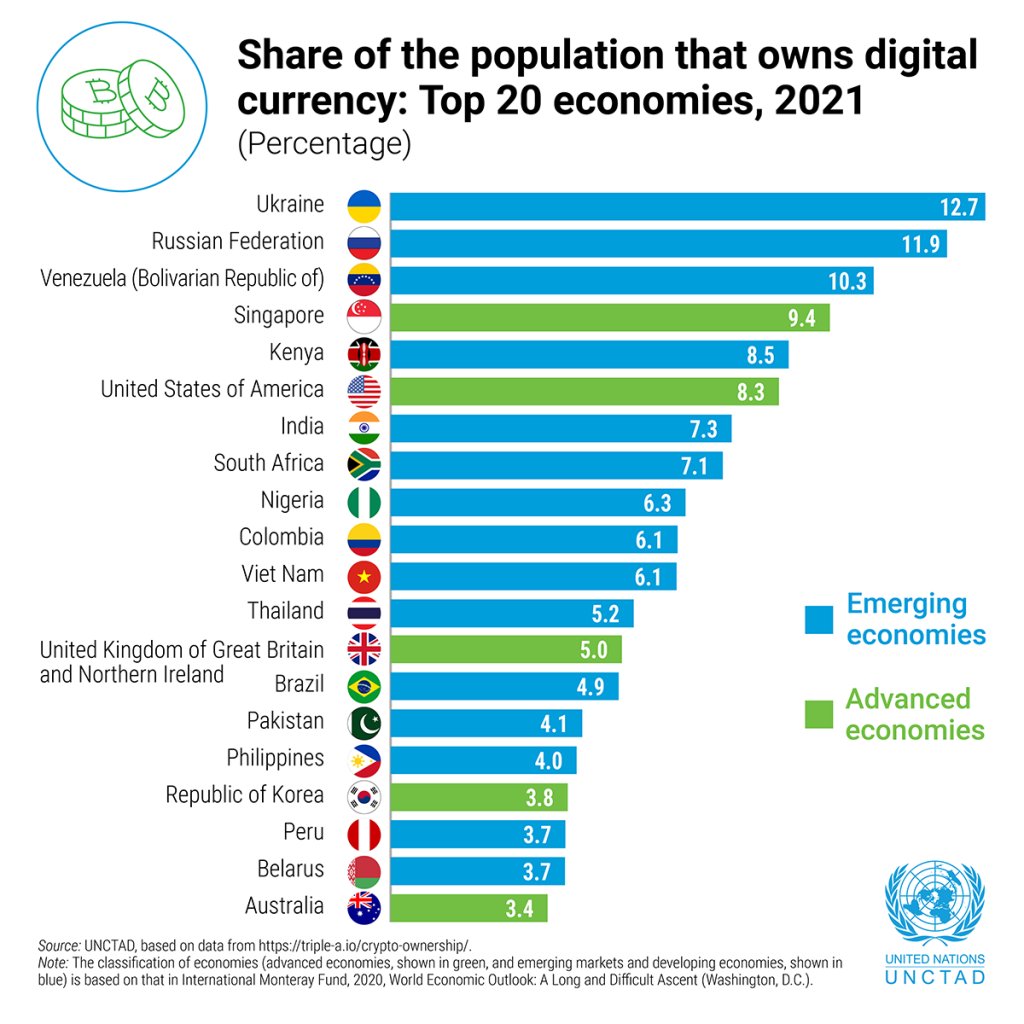 Share of the population that owns digital
currency: Top 20 economies, 2021
(Percentage)
Ukraine 12.7
Russian Federation 11.9
Venezuela (Bolivarian Republic of) 10.3
Singapore 9.4
Kenya 8.5
United States of America 8.3
India 7.3
South Africa 7.1
Nigeria 6.3
Colombia 6.1
Viet Nam 6.1
Thailand 5.2
United Kingdom of Great Britain 5.0
and Northern Ireland
Brazil 4.9
Pakistan 4.1
Philippines 4.0
Republic of Korea 3.8
Peru 3.7
Belarus 3.7
Australia 3.4
Emerging
economies
Advanced
economies
Source: UNCTAD, based on data from https://triple-a.io/crypto-ownership/.
Note: The classification of economies (advanced economies, shown in green, and emerging markets and developing economies, shown in
blue) is based on that in International Monteray Fund, 2020, World Economic Outlook: A Long and Difficult Ascent (Washington, D.C.).
UNITED NATIONS
UNCTAD